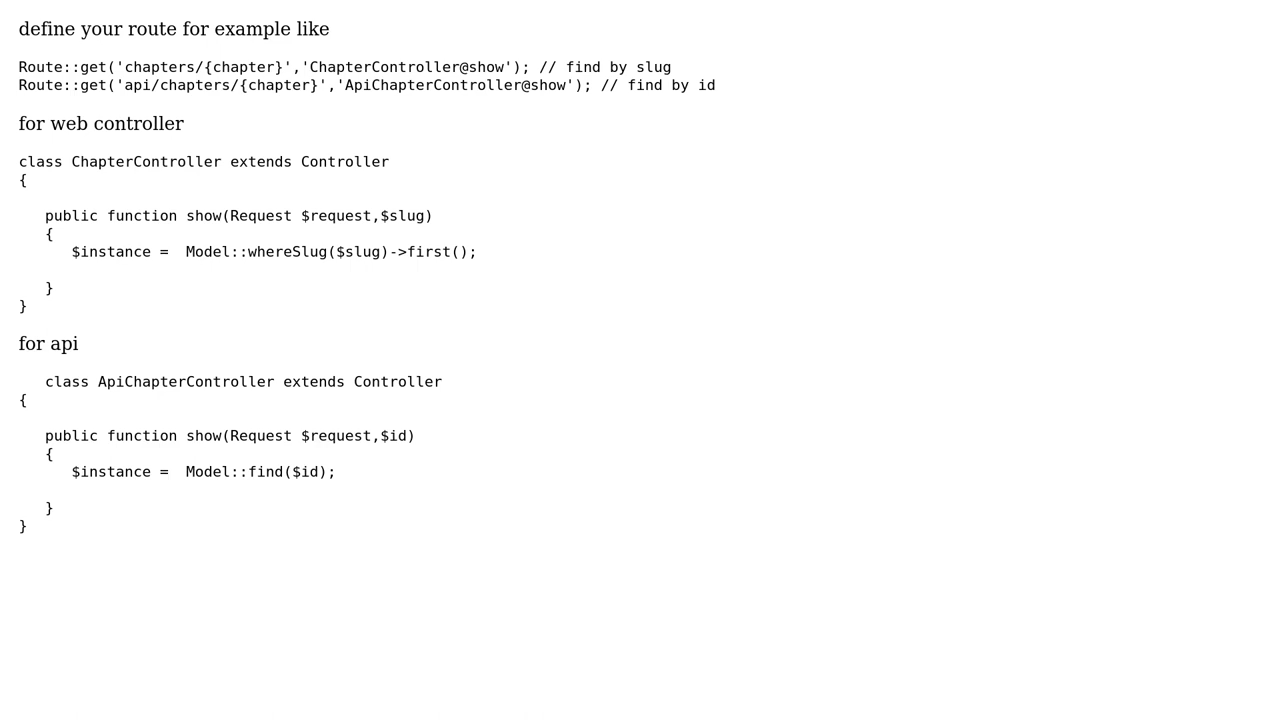 define your route for example like
Route::get('chapters/{chapter}','ChapterController@show'); // find by slug
Route::get('api/chapters/{chapter}','ApiChapterController@show'); // find by id
for web controller
class ChapterController extends Controller
{
   public function show(Request $request,$slug)
   {
      $instance =  Model::whereSlug($slug)->first();
   }
}
for api
   class ApiChapterController extends Controller
{
   public function show(Request $request,$id)
   {
      $instance =  Model::find($id);
   }
}